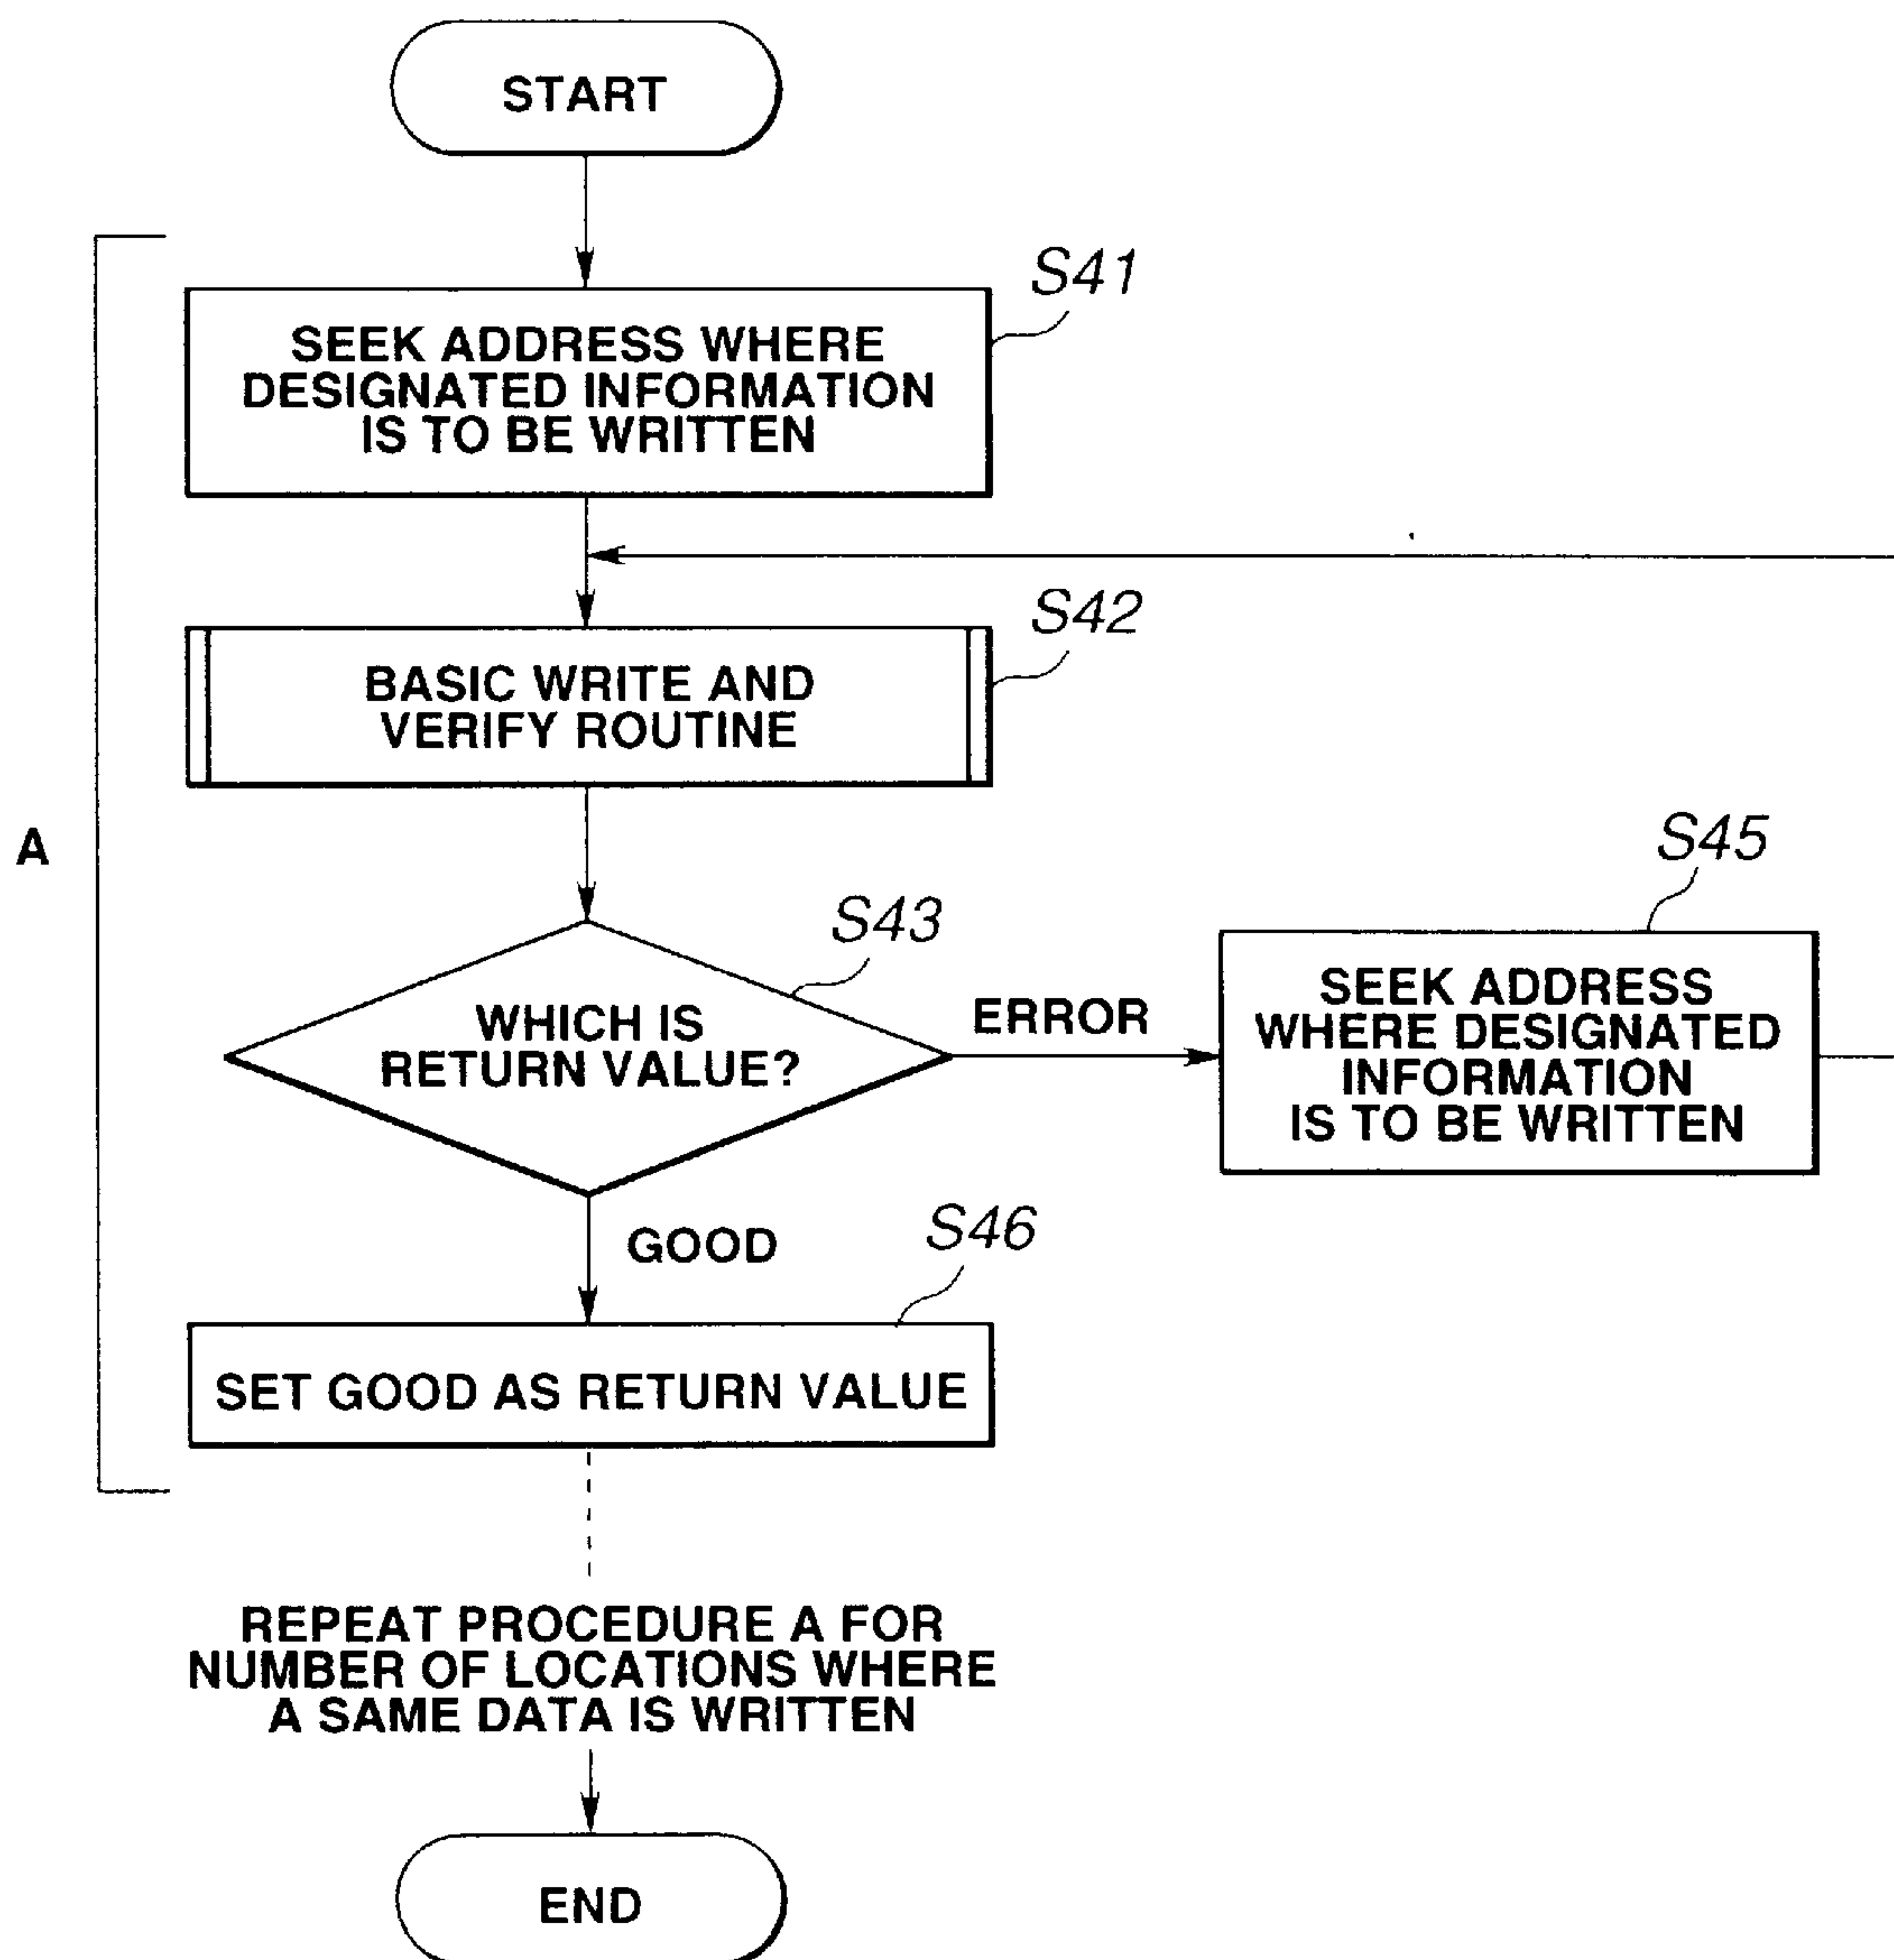 START
S41
SEEK ADDRESS WHERE
DESIGNATED INFORMATION
IS TO BE WRITTEN
S42
BASIC WRITE AND
VERIFY ROUTINE
A
S43
WHICH IS
RETURN VALUE?
ERROR
S45
SEEK ADDRESS
WHERE DESIGNATED
INFORMATION
IS TO BE WRITTEN
GOOD
S46
SET GOOD AS RETURN VALUE
REPEAT PROCEDURE A FOR
NUMBER OF LOCATIONS WHERE
A SAME DATA IS WRITTEN
END